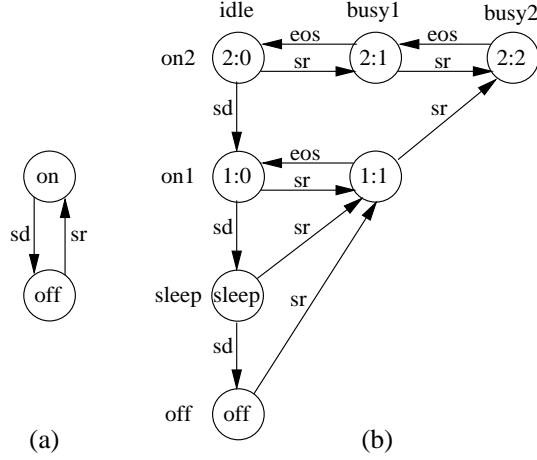 idle busy1 busy2
on2 2:0 eos sr 2:1 eos sr 2:2
sd sr
on on1 1:0 eos sr 1:1
sd sr sd sr
off sleep sleep sr
sd
off off
(a) (b)